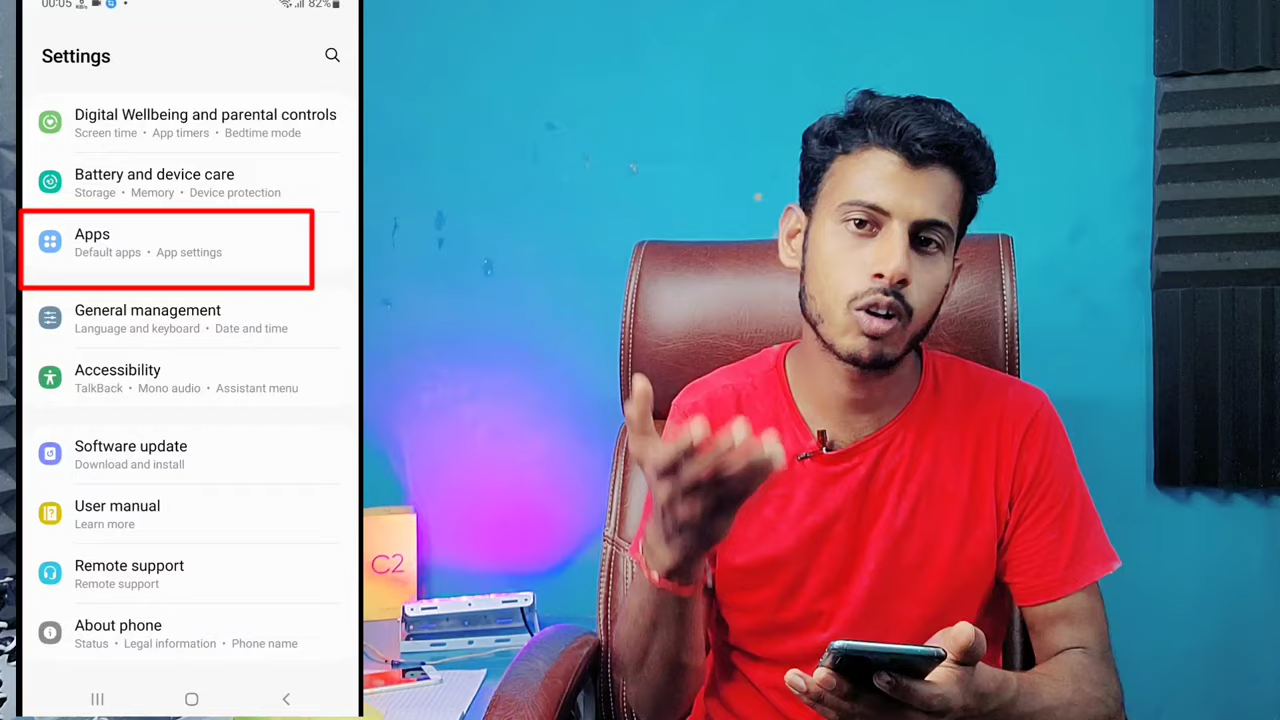 00:05
82%
Settings
Digital Wellbeing and parental controls
Screen time • App timers • Bedtime mode
Battery and device care
Storage • Memory • Device protection
Apps
Default apps • App settings
General management
Language and keyboard • Date and time
Accessibility
TalkBack • Mono audio • Assistant menu
Software update
Download and install
User manual
Learn more
Remote support
Remote support
About phone
Status • Legal information • Phone name
C2